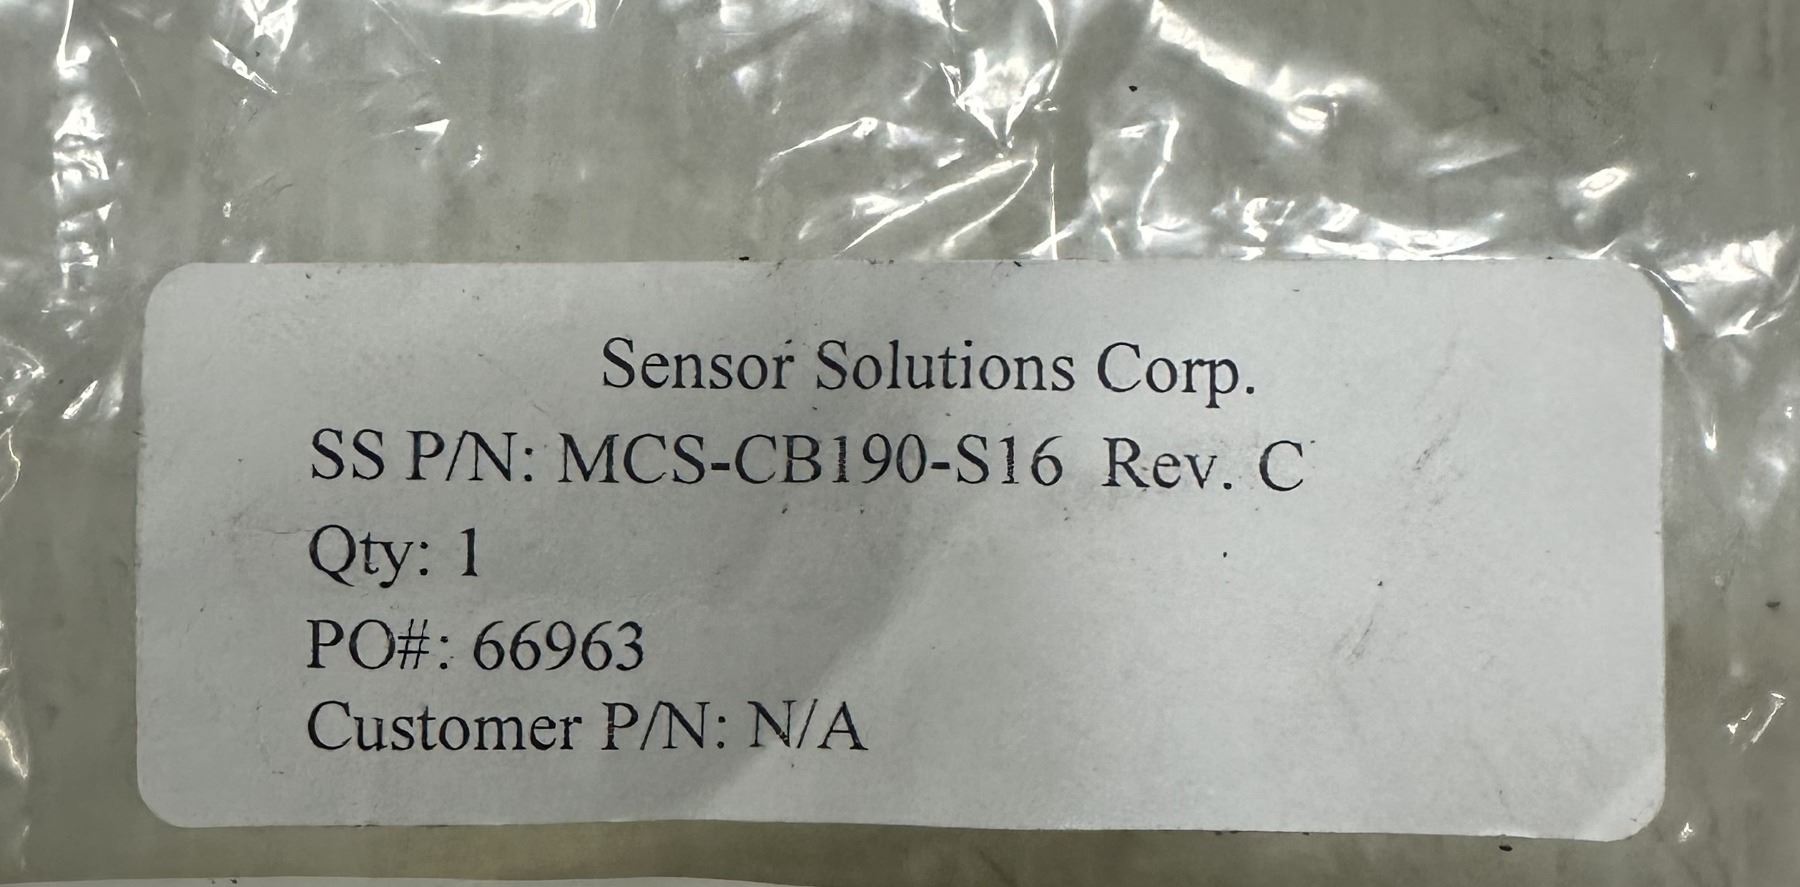 Sensor Solutions Corp.
SS P/N: MCS-CB190-S16 Rev. C
Qty: 1
PO#: 66963
Customer P/N: N/A